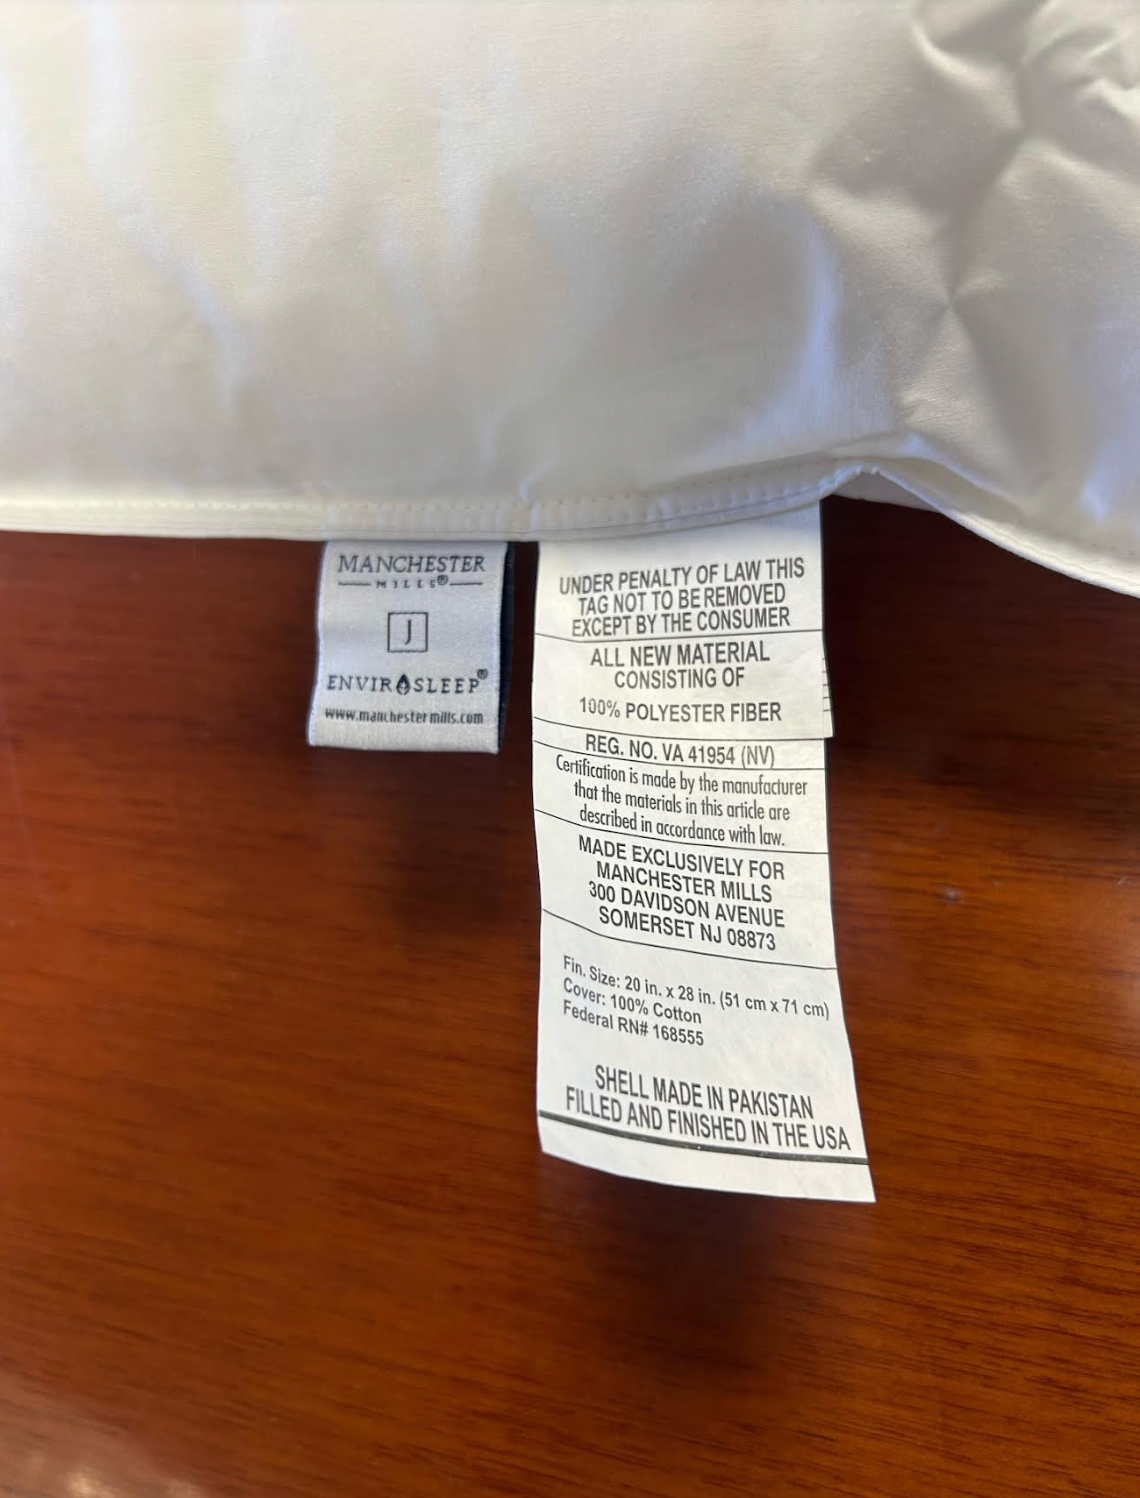 MANCHESTER
MILLS®
J
ENVIROSLEEP®
www.manchestermills.com
UNDER PENALTY OF LAW THIS
TAG NOT TO BE REMOVED
EXCEPT BY THE CONSUMER
ALL NEW MATERIAL
CONSISTING OF
100% POLYESTER FIBER
REG. NO. VA 41954 (NV)
Certification is made by the manufacturer
that the materials in this article are
described in accordance with law.
MADE EXCLUSIVELY FOR
MANCHESTER MILLS
300 DAVIDSON AVENUE
SOMERSET NJ 08873
Fin. Size: 20 in. x 28 in. (51 cm x 71 cm)
Cover: 100% Cotton
Federal RN# 168555
SHELL MADE IN PAKISTAN
FILLED AND FINISHED IN THE USA